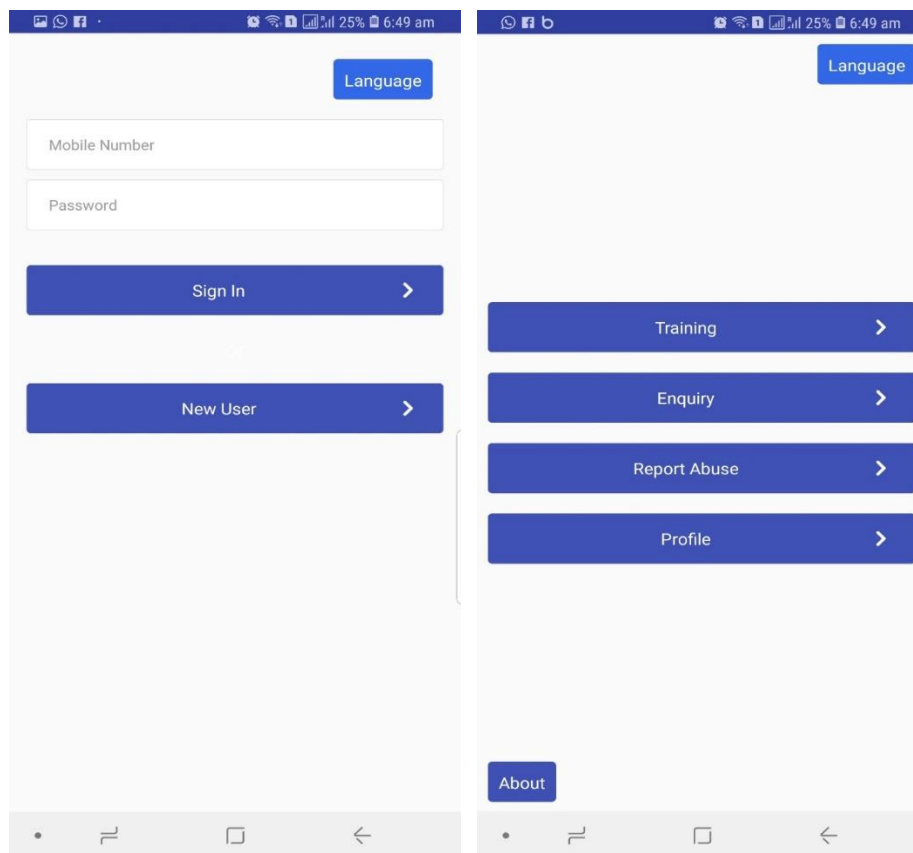 25% 6:49 am
Language
Mobile Number
Password
Sign In
New User
25% 6:49 am
Language
Training
Enquiry
Report Abuse
Profile
About